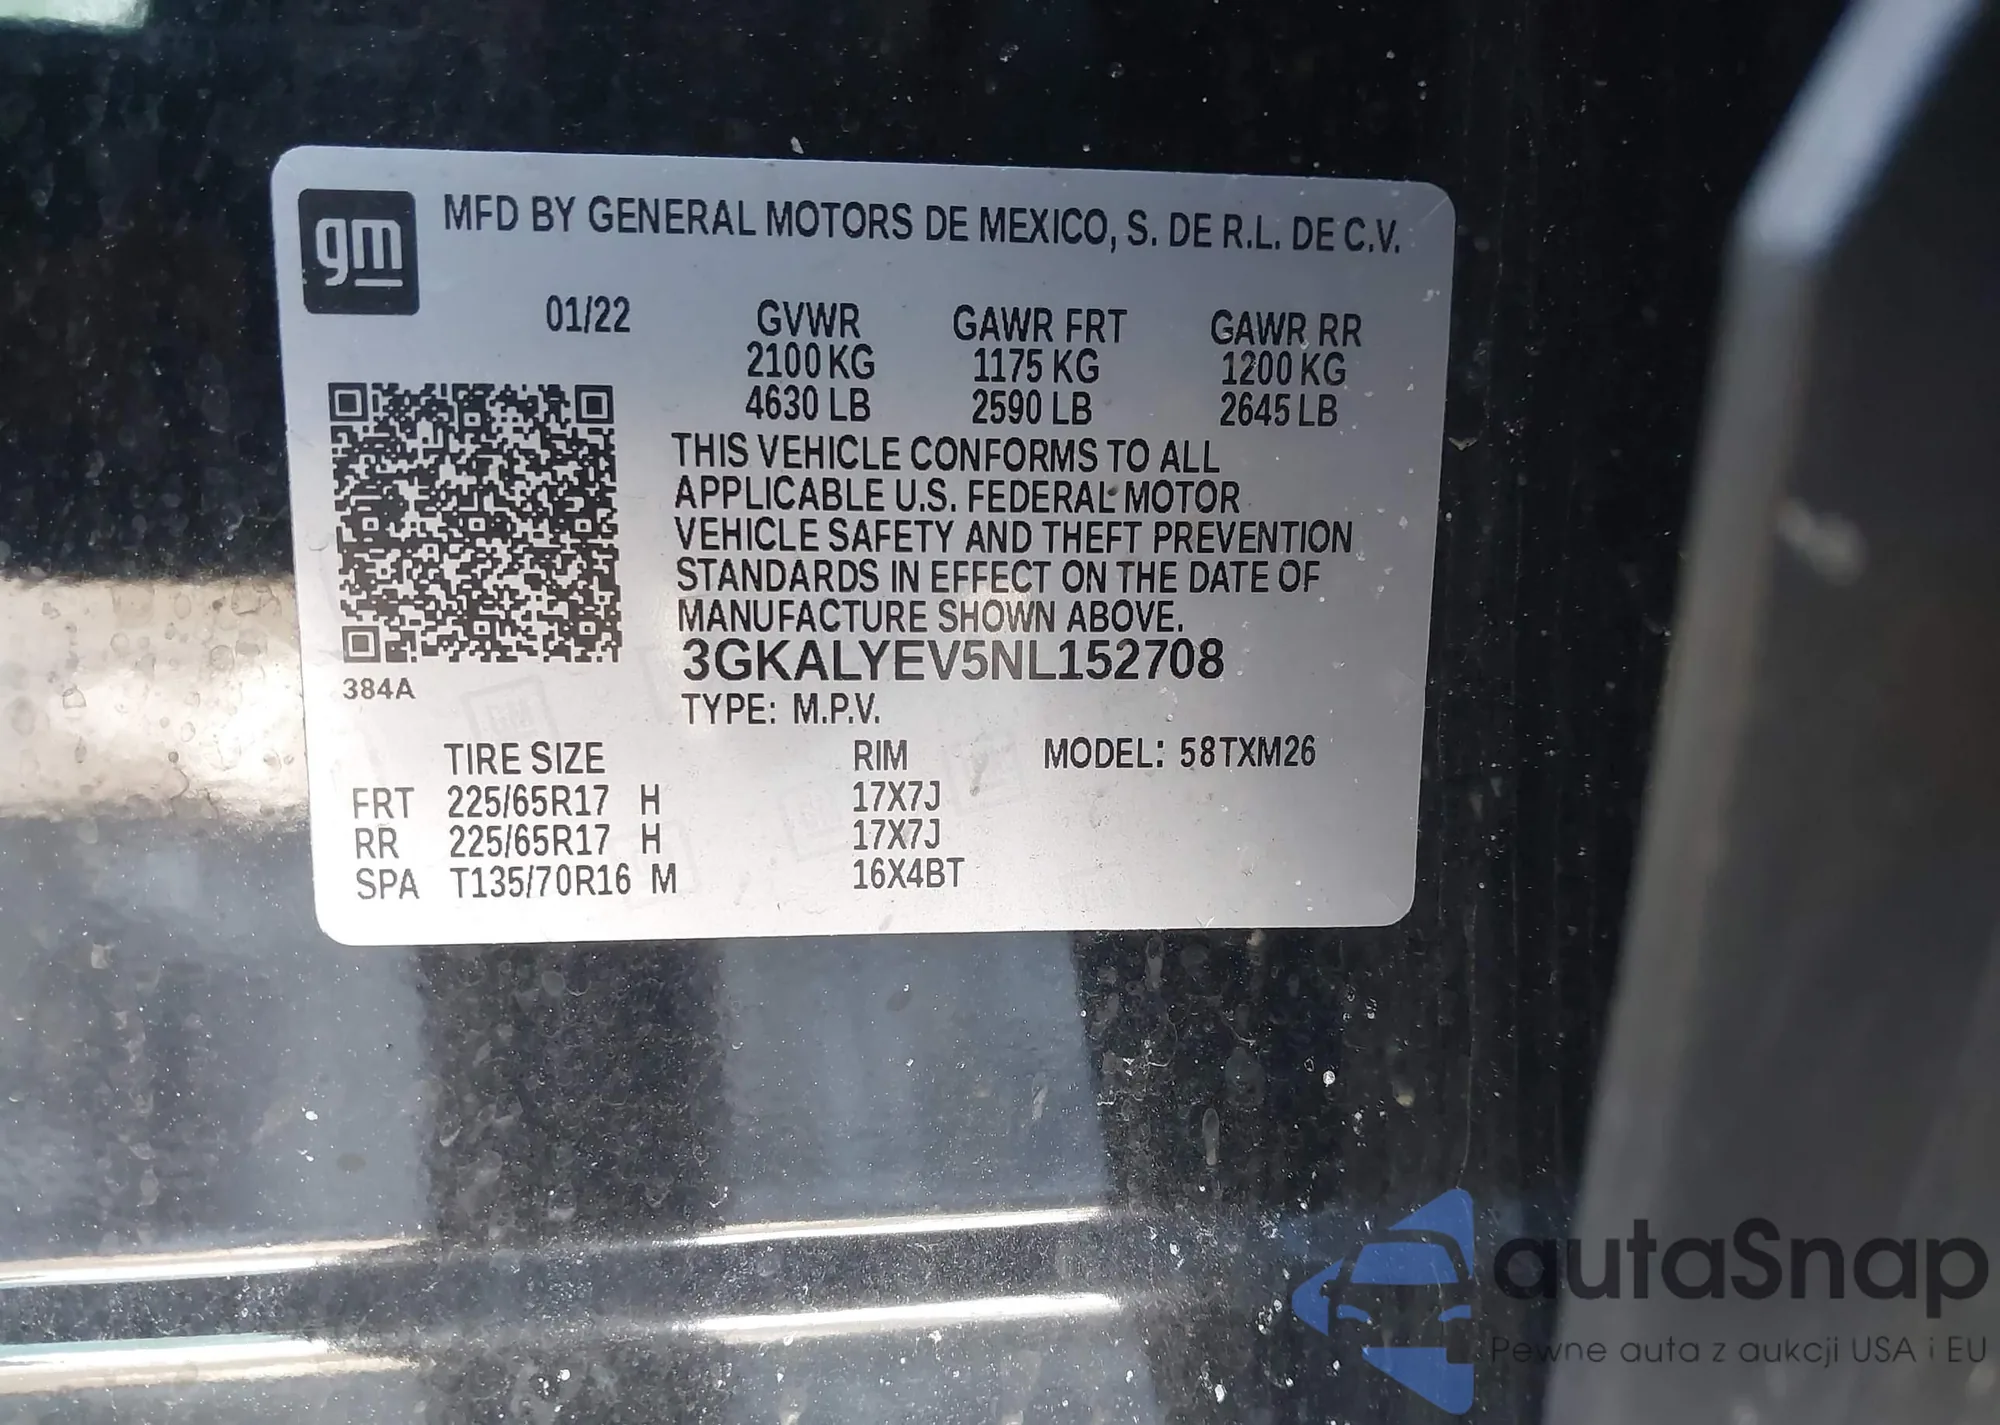 gm
MFD BY GENERAL MOTORS DE MEXICO, S. DE R.L. DE C.V.
01/22 GVWR GAWR FRT GAWR RR
2100 KG 1175 KG 1200 KG
4630 LB 2590 LB 2645 LB
THIS VEHICLE CONFORMS TO ALL
APPLICABLE U.S. FEDERAL MOTOR
VEHICLE SAFETY AND THEFT PREVENTION
STANDARDS IN EFFECT ON THE DATE OF
MANUFACTURE SHOWN ABOVE.
3GKALYEV5NL152708
384A
TYPE: M.P.V.
TIRE SIZE RIM MODEL: 58TXM26
FRT 225/65R17 H 17X7J
RR 225/65R17 H 17X7J
SPA T135/70R16 M 16X4BT
autaSnap
Pewne auta z aukcji USA i EU